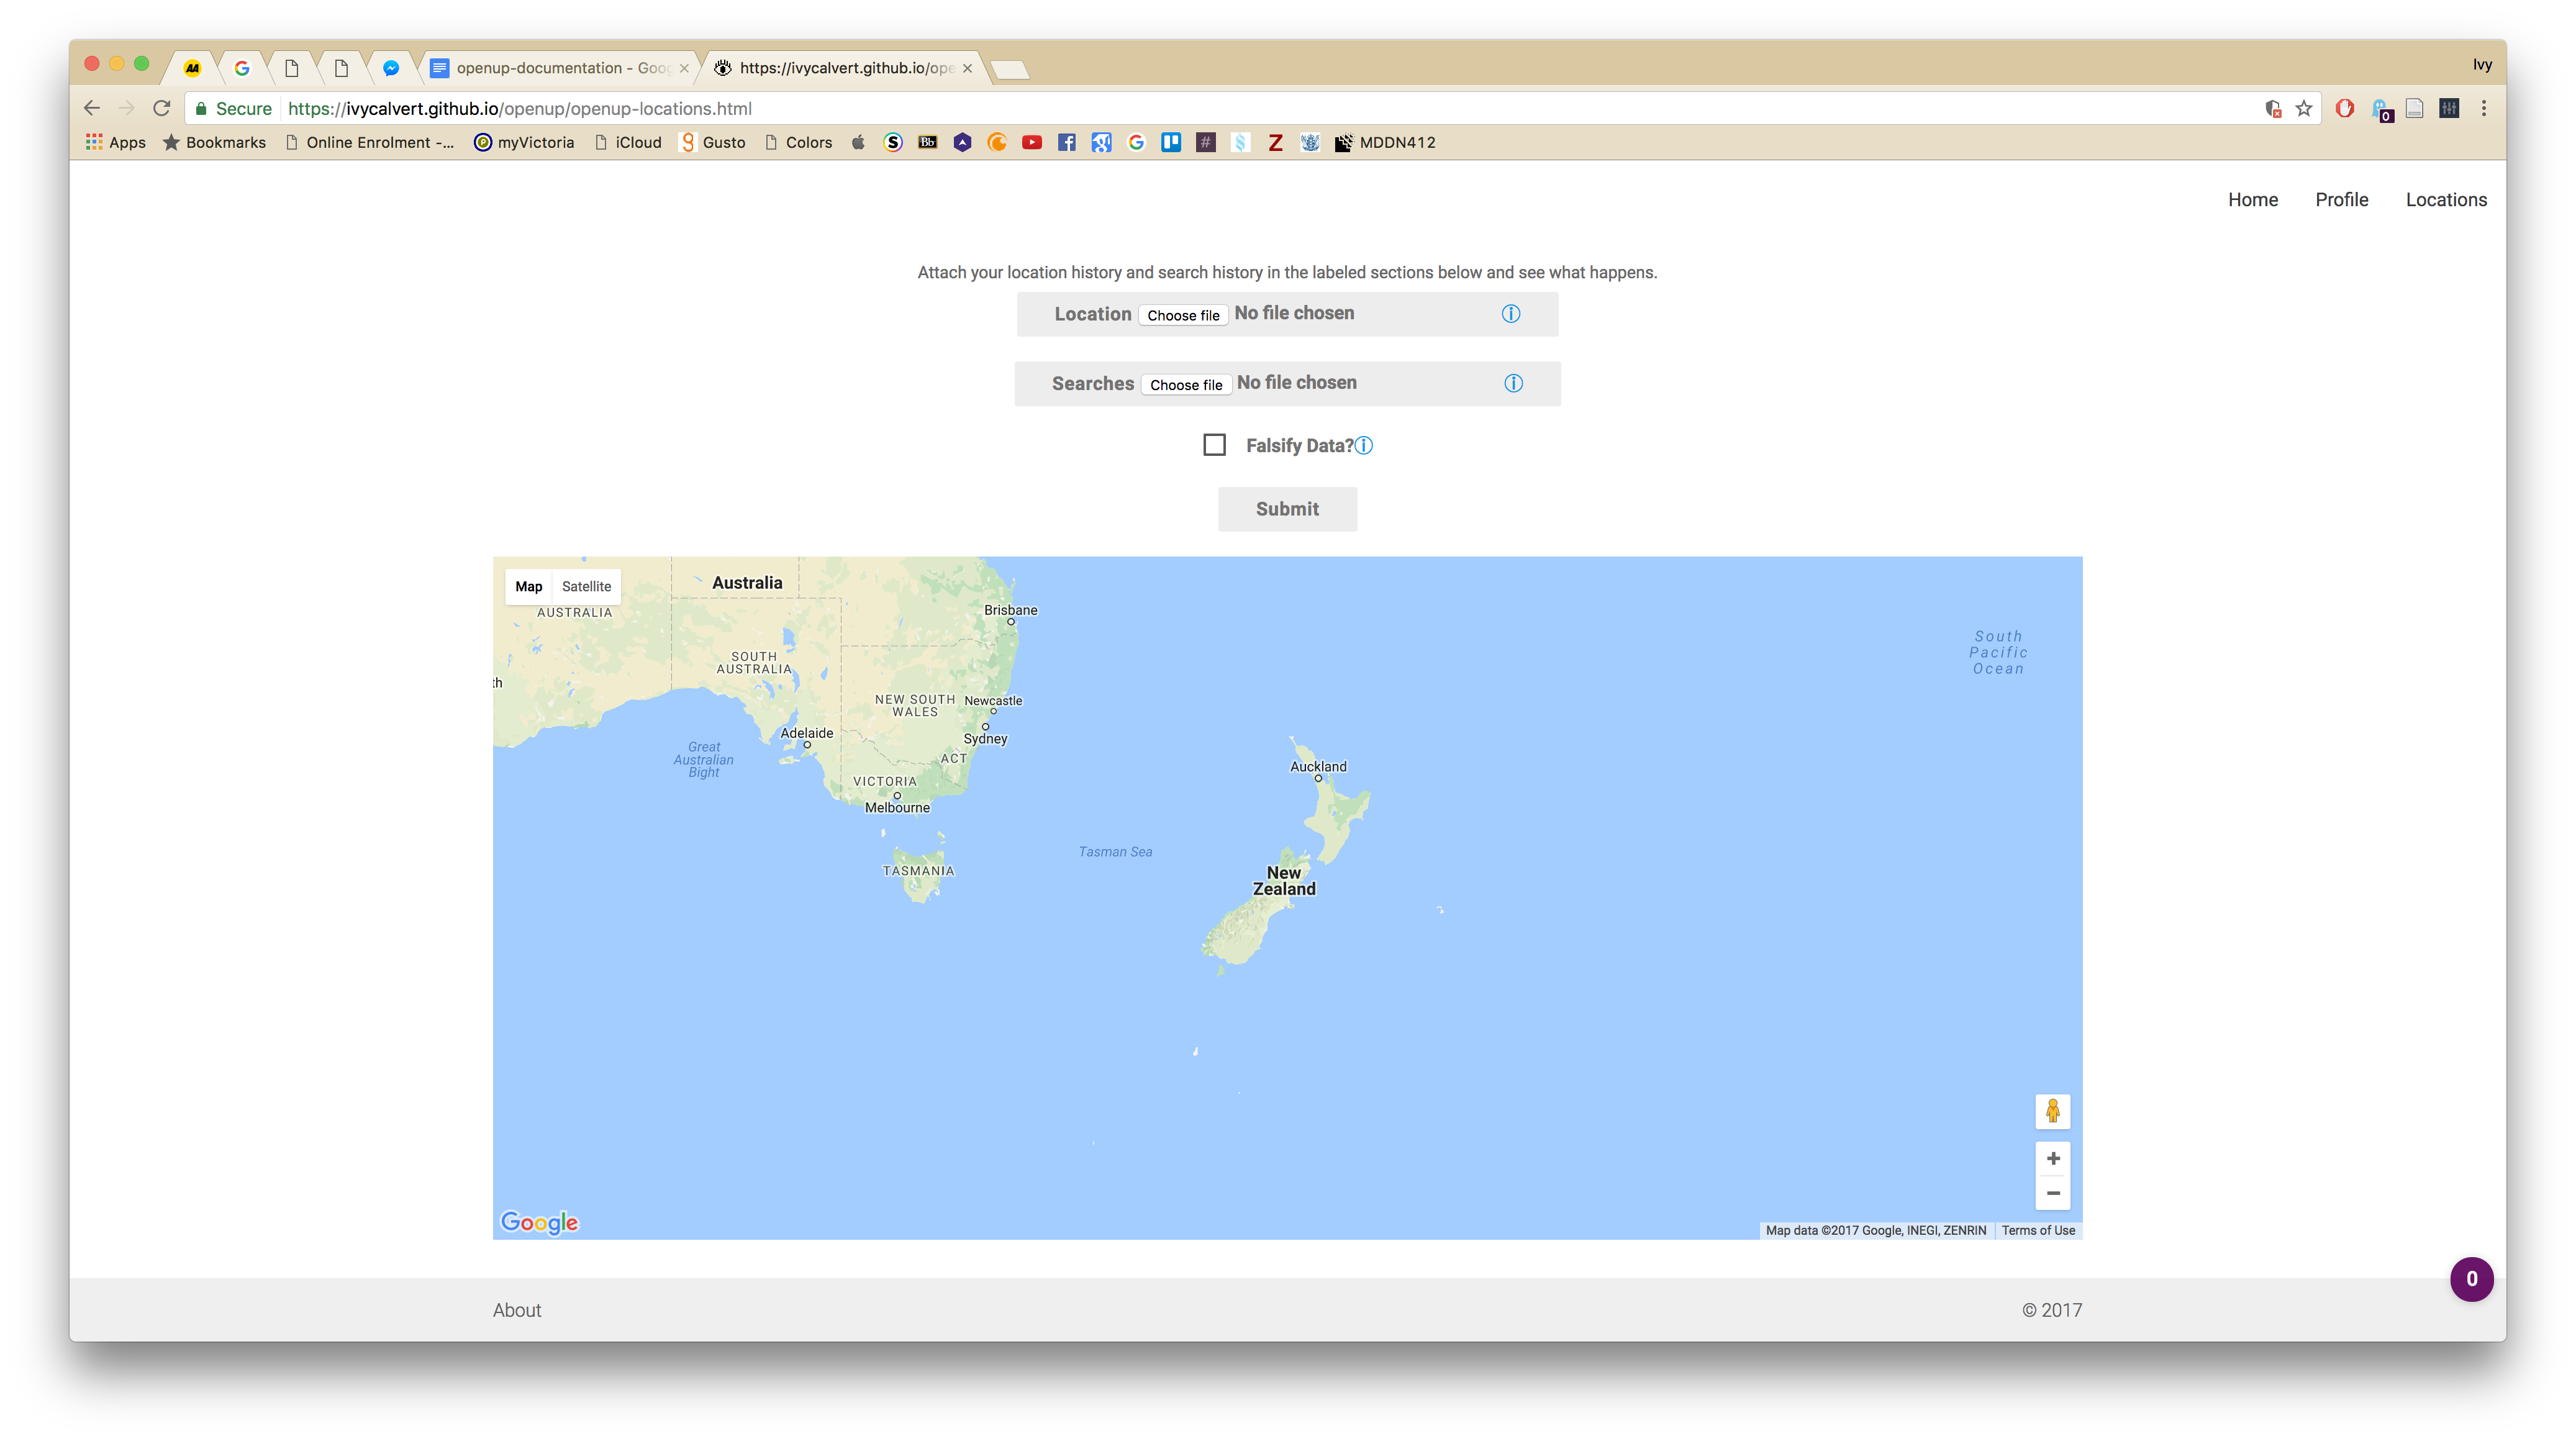 openup-documentation - Goog
https://ivycalvert.github.io/ope
Ivy
Secure https://ivycalvert.github.io/openup/openup-locations.html
0
Apps Bookmarks Online Enrolment -... myVictoria iCloud Gusto Colors Bb MDDN412
Home Profile Locations
Attach your location history and search history in the labeled sections below and see what happens.
Location Choose file No file chosen
Searches Choose file No file chosen
Falsify Data?
Submit
Map Satellite
Australia
AUSTRALIA
Brisbane
South
Pacific
Ocean
SOUTH
AUSTRALIA
th
NEW SOUTH
WALES
Newcastle
Sydney
Adelaide
Great
Australian
Bight
ACT
VICTORIA
Melbourne
Auckland
Tasman Sea
TASMANIA
New
Zealand
Google
Map data ©2017 Google, INEGI, ZENRIN Terms of Use
0
About © 2017